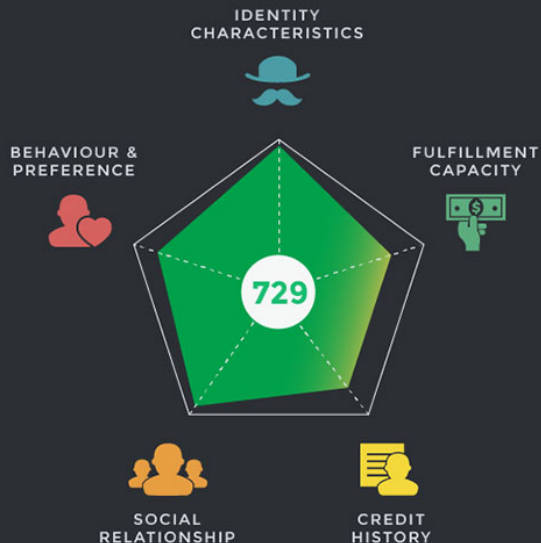 IDENTITY
CHARACTERISTICS
BEHAVIOUR &
PREFERENCE
FULFILLMENT
CAPACITY
$
729
SOCIAL
RELATIONSHIP
CREDIT
HISTORY